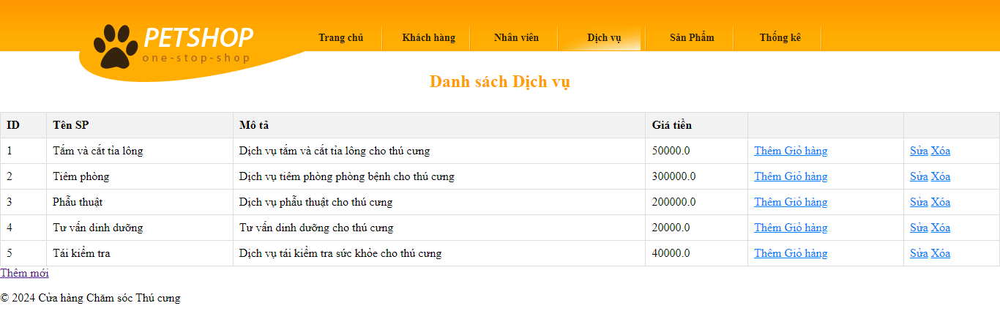 PETSHOP
one-stop-shop
Trang chủ Khách hàng Nhân viên Dịch vụ Sãn Phẩm Thống kê
Danh sách Dịch vụ
ID Tên SP Mô tả Giá tiền
1 Tắm và cắt tỉa lông Dịch vụ tắm và cắt tỉa lông cho thú cưng 50000.0 Thêm Giỏ hàng Sửa Xóa
2 Tiêm phòng Dịch vụ tiêm phòng phòng bệnh cho thú cưng 300000.0 Thêm Giỏ hàng Sửa Xóa
3 Phẫu thuật Dịch vụ phẫu thuật cho thú cưng 200000.0 Thêm Giỏ hàng Sửa Xóa
4 Tư vấn dinh dưỡng Tư vấn dinh dưỡng cho thú cưng 20000.0 Thêm Giỏ hàng Sửa Xóa
5 Tái kiểm tra Dịch vụ tái kiểm tra sức khỏe cho thú cưng 40000.0 Thêm Giỏ hàng Sửa Xóa
Thêm mới
© 2024 Cửa hàng Chăm sóc Thú cưng